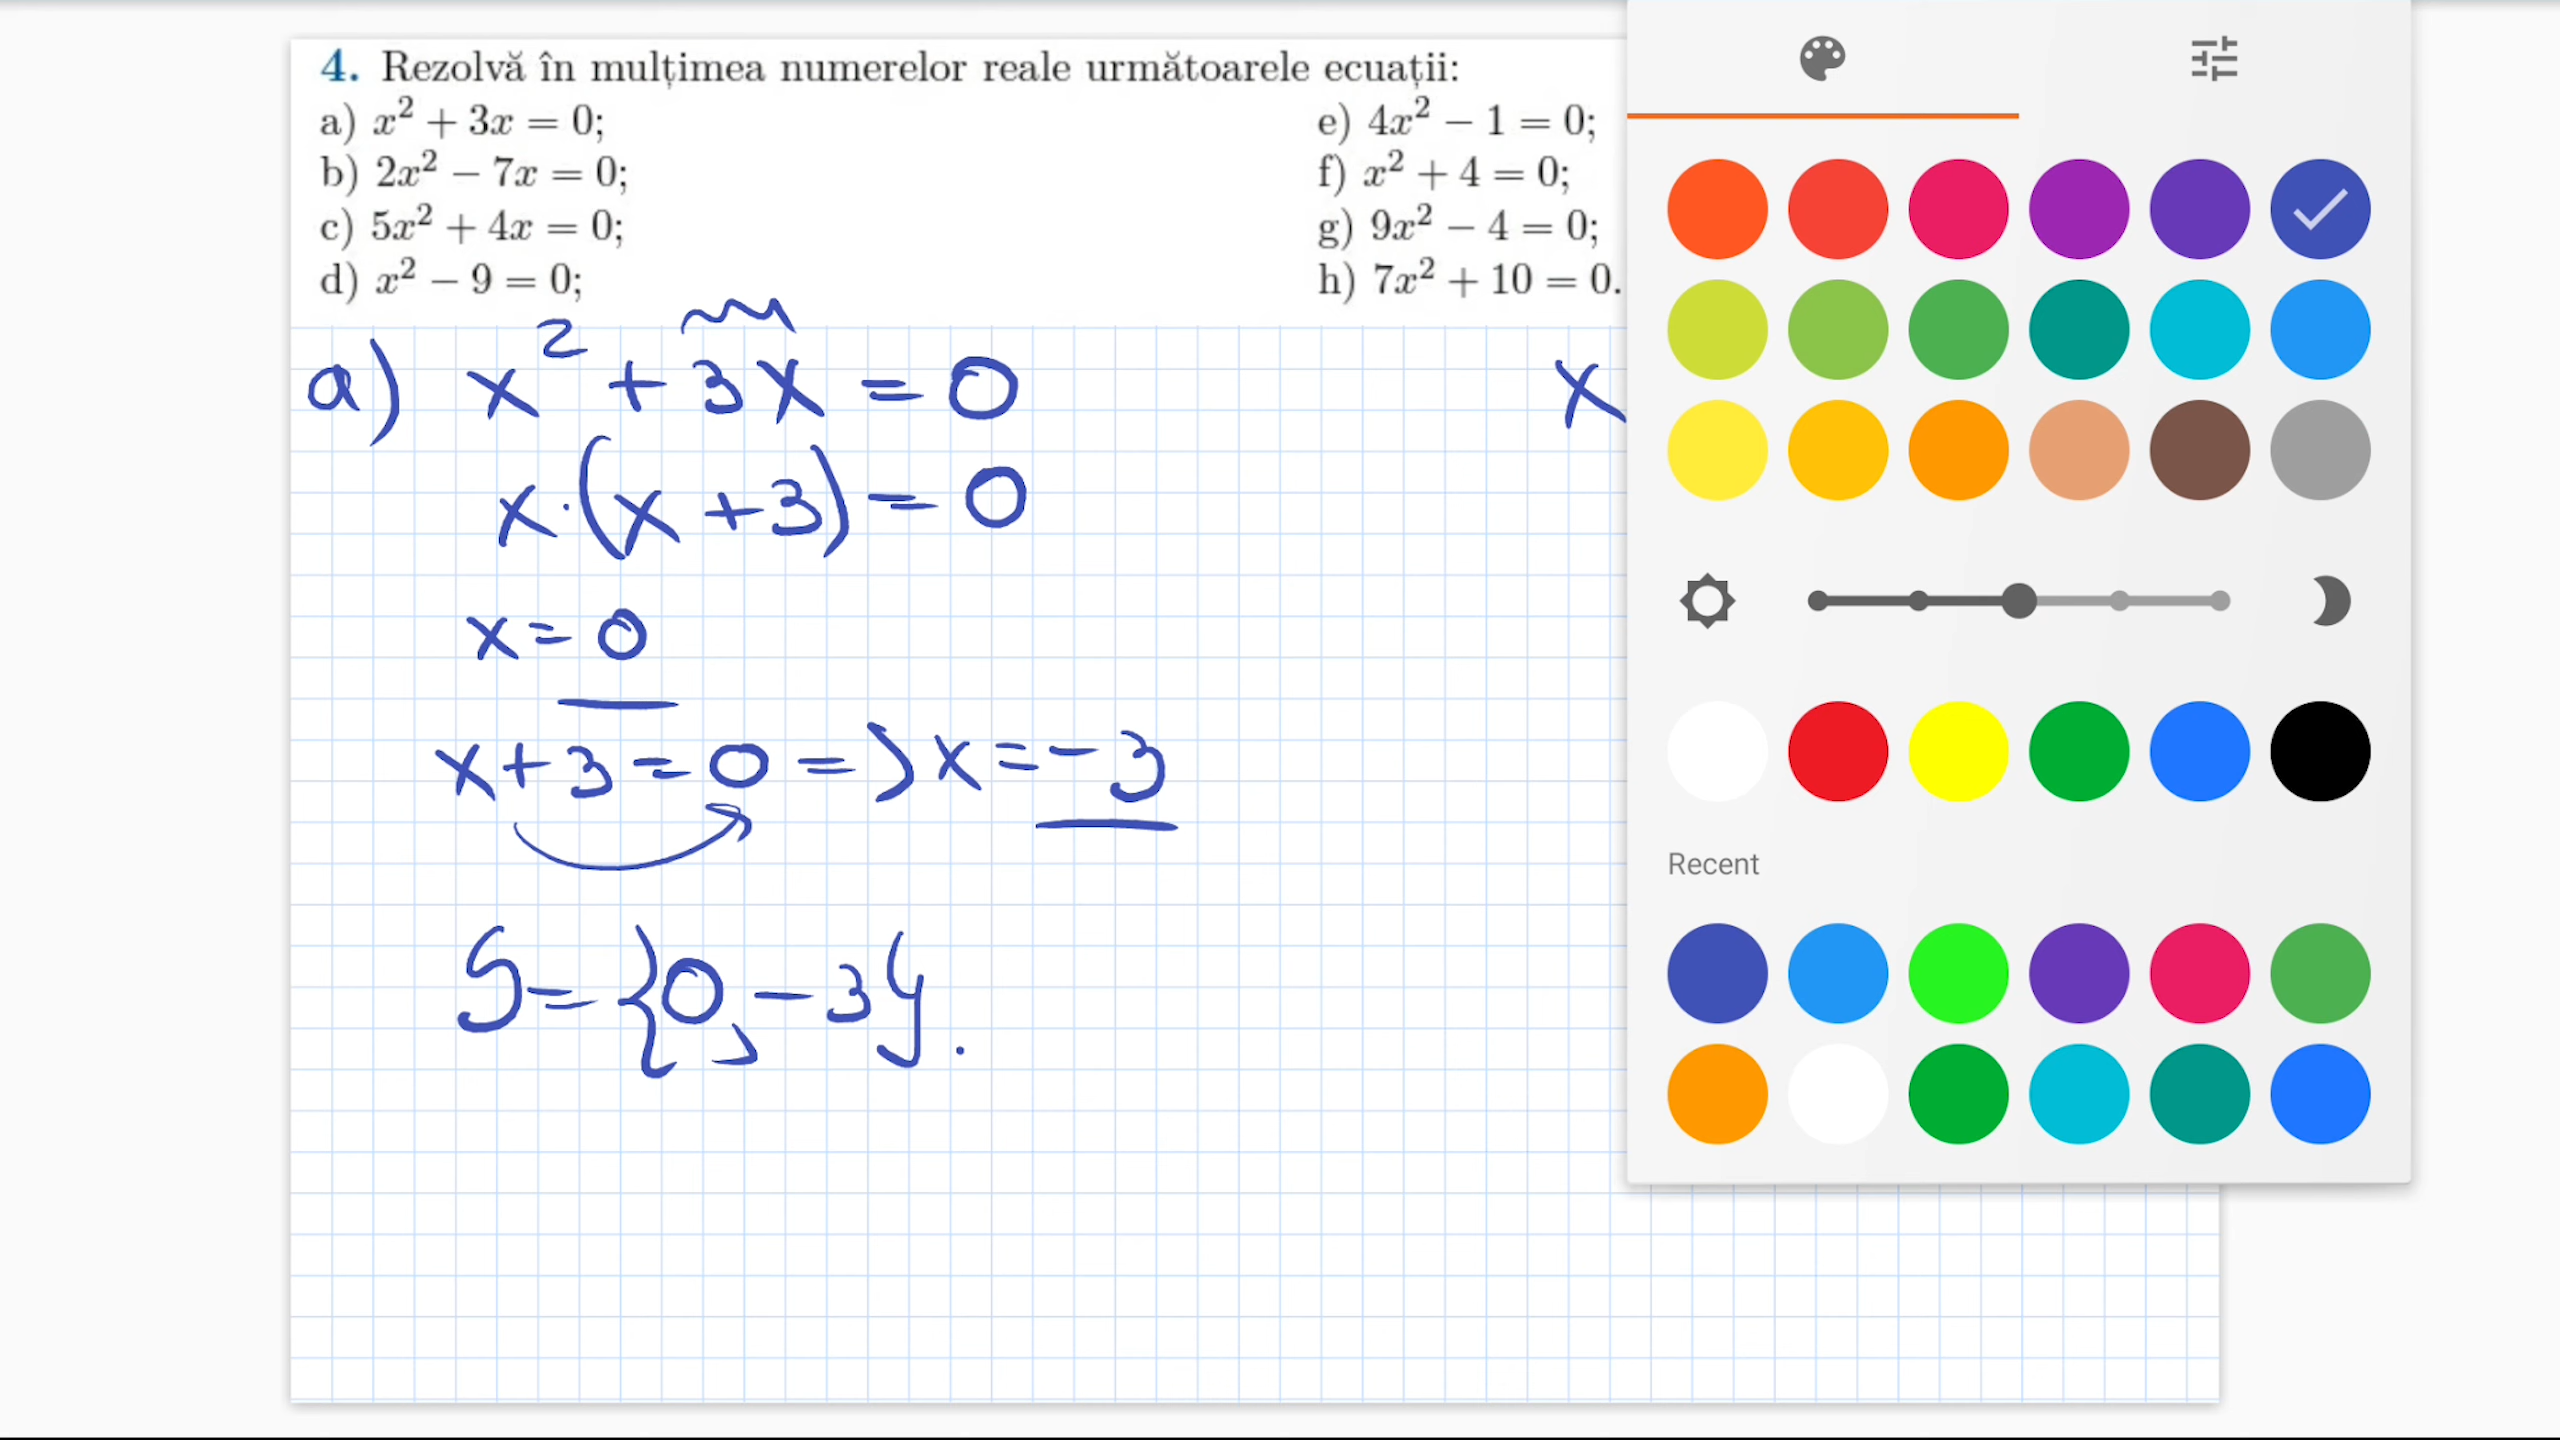 4. Rezolvă în mulțimea numerelor reale următoarele ecuații:
a) x² + 3x = 0;
b) 2x² − 7x = 0;
c) 5x² + 4x = 0;
d) x² − 9 = 0;
e) 4x² − 1 = 0;
f) x² + 4 = 0;
g) 9x² − 4 = 0;
h) 7x² + 10 = 0.
a) x² + 3x = 0
x·(x + 3) = 0
x = 0
x + 3 = 0 => x = −3
S = {0, −3}.
x
Recent